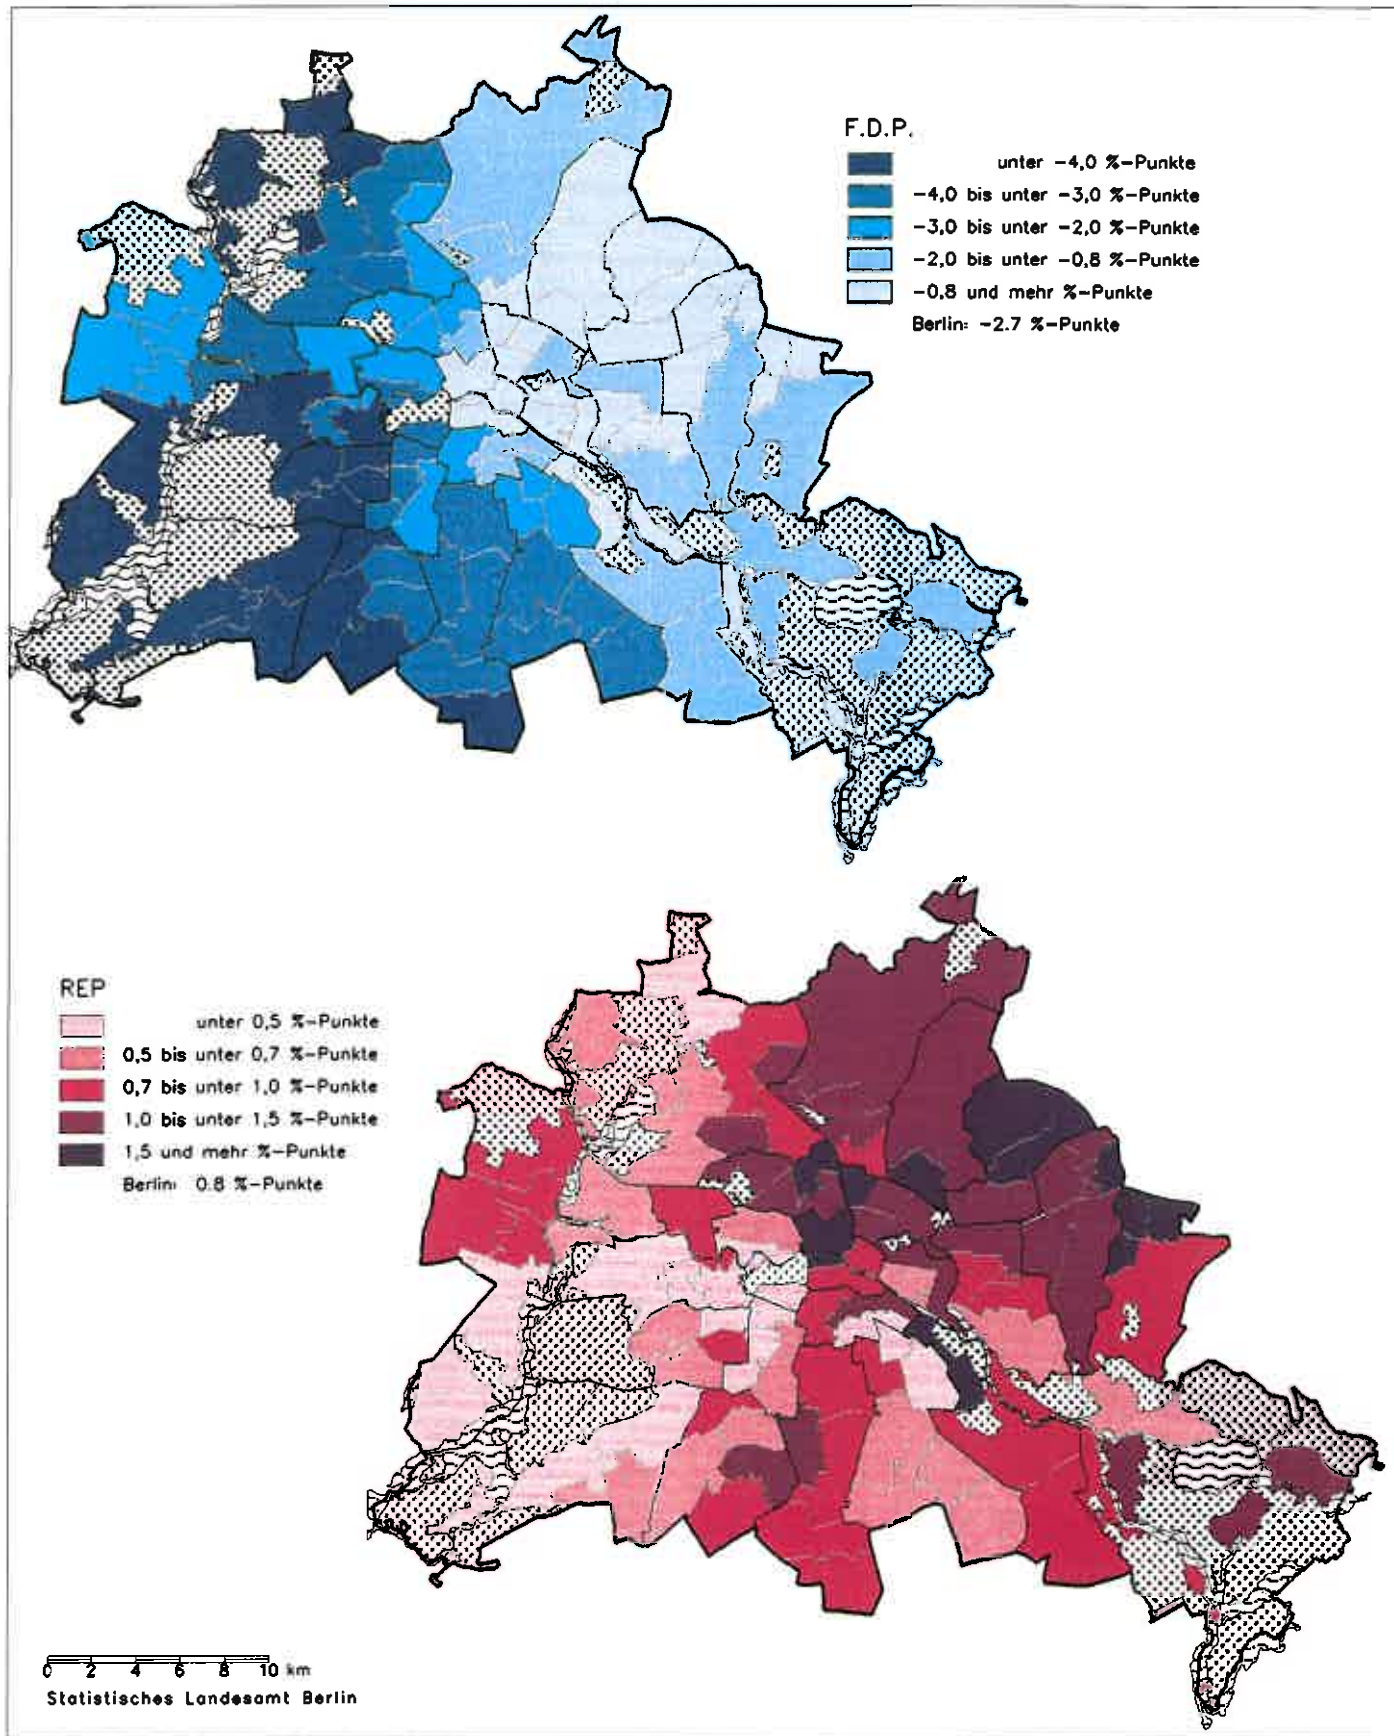 F.D.P.
unter -4,0 %-Punkte
-4,0 bis unter -3,0 %-Punkte
-3,0 bis unter -2,0 %-Punkte
-2,0 bis unter -0,8 %-Punkte
-0,8 und mehr %-Punkte
Berlin: -2.7 %-Punkte
REP
unter 0,5 %-Punkte
0,5 bis unter 0,7 %-Punkte
0,7 bis unter 1,0 %-Punkte
1,0 bis unter 1,5 %-Punkte
1,5 und mehr %-Punkte
Berlin: 0.8 %-Punkte
0 2 4 6 8 10 km
Statistisches Landesamt Berlin